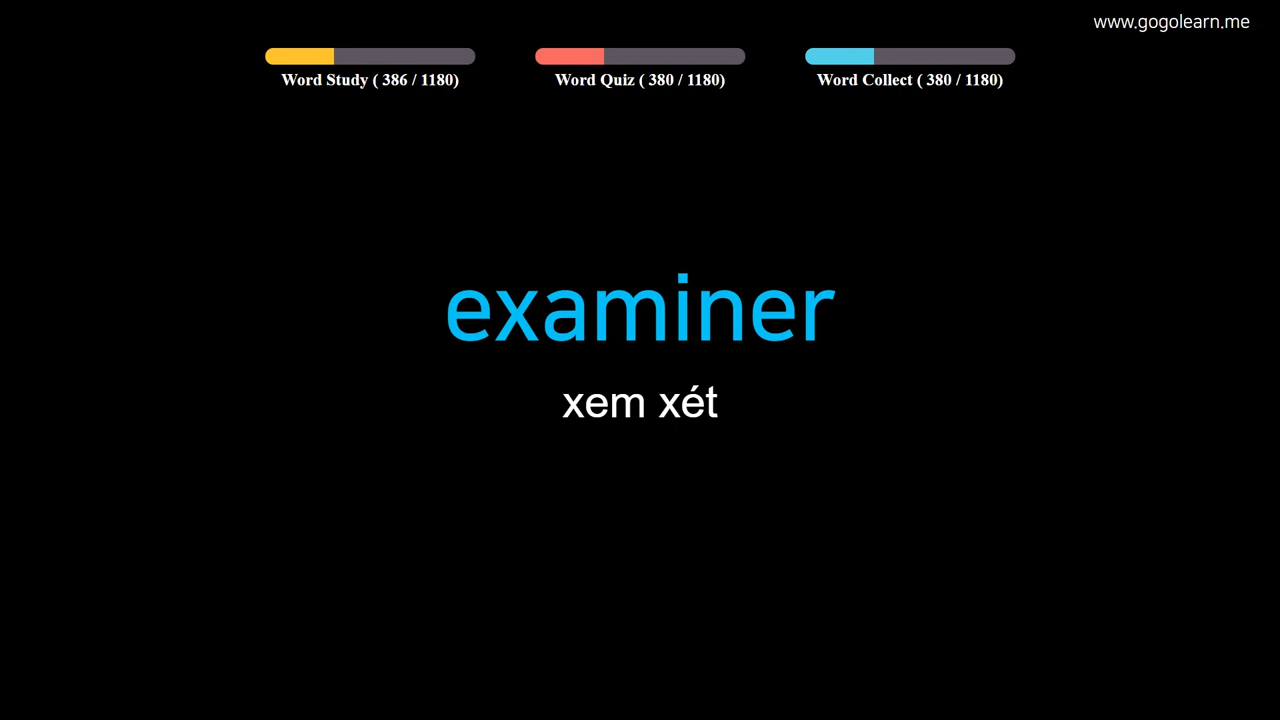 www.gogolearn.me
Word Study ( 386 / 1180)
Word Quiz ( 380 / 1180)
Word Collect ( 380 / 1180)
examiner
xem xét